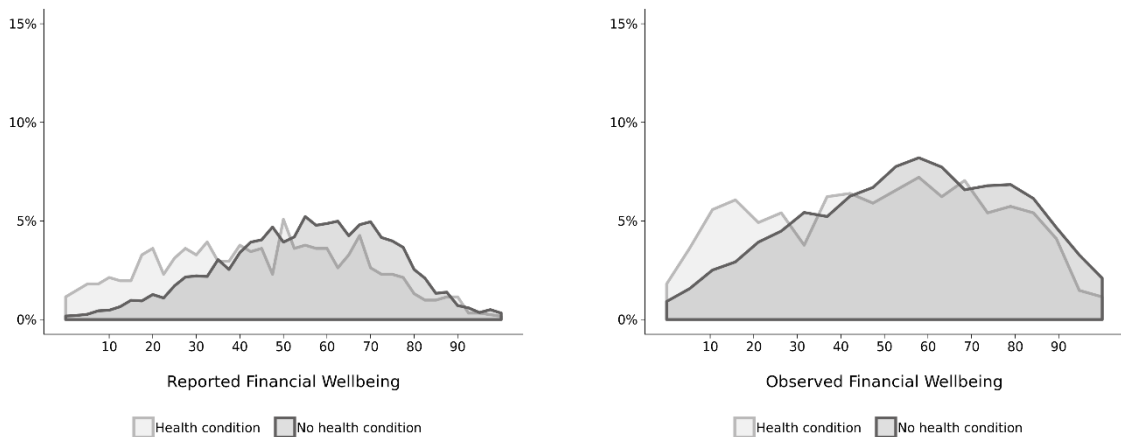 15%
10%
5%
0%
10 20 30 40 50 60 70 80 90
Reported Financial Wellbeing
Health condition No health condition
15%
10%
5%
0%
10 20 30 40 50 60 70 80 90
Observed Financial Wellbeing
Health condition No health condition